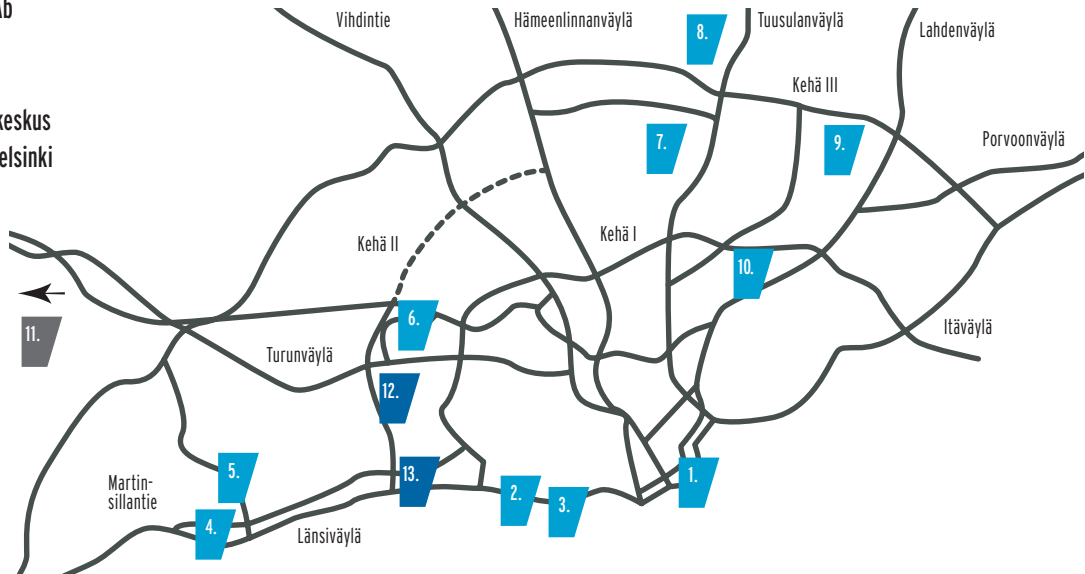 Ab
keskus
elsinki
Vihdintie
Hämeenlinnanväylä
Tuusulanväylä
Lahdenväylä
8.
Kehä III
7.
9.
Porvoonväylä
Kehä II
Kehä I
10.
11.
6.
Itäväylä
Turunväylä
12.
5.
13.
1.
Martin-
sillantie
2.
3.
4.
Länsiväylä